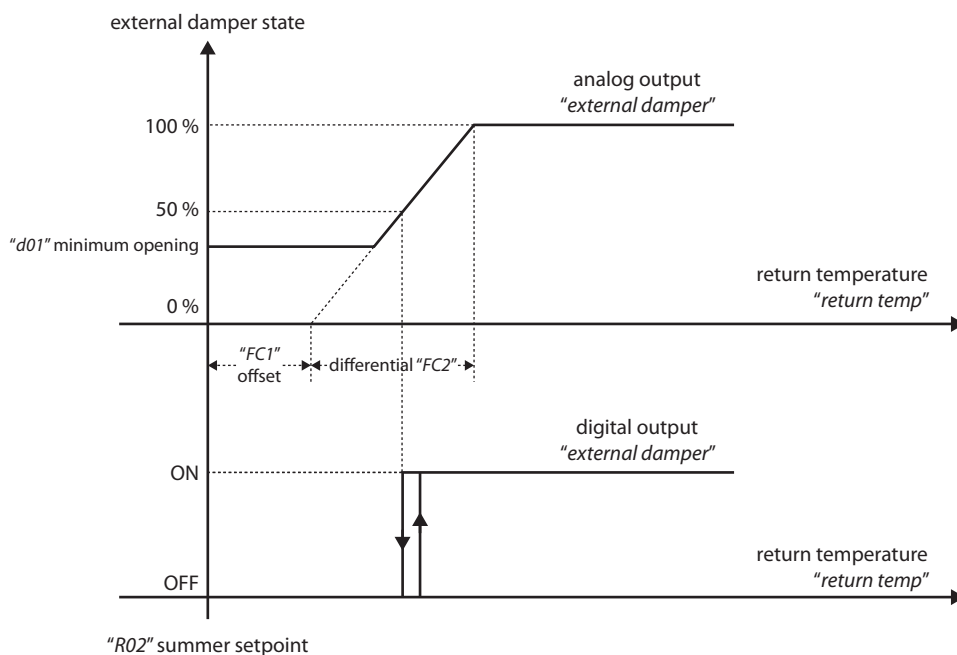 external damper state
analog output
“external damper”
100 %
50 %
“d01” minimum opening
return temperature
“return temp”
0 %
“FC1”
offset
differential “FC2”
digital output
“external damper”
ON
return temperature
“return temp”
OFF
“R02” summer setpoint